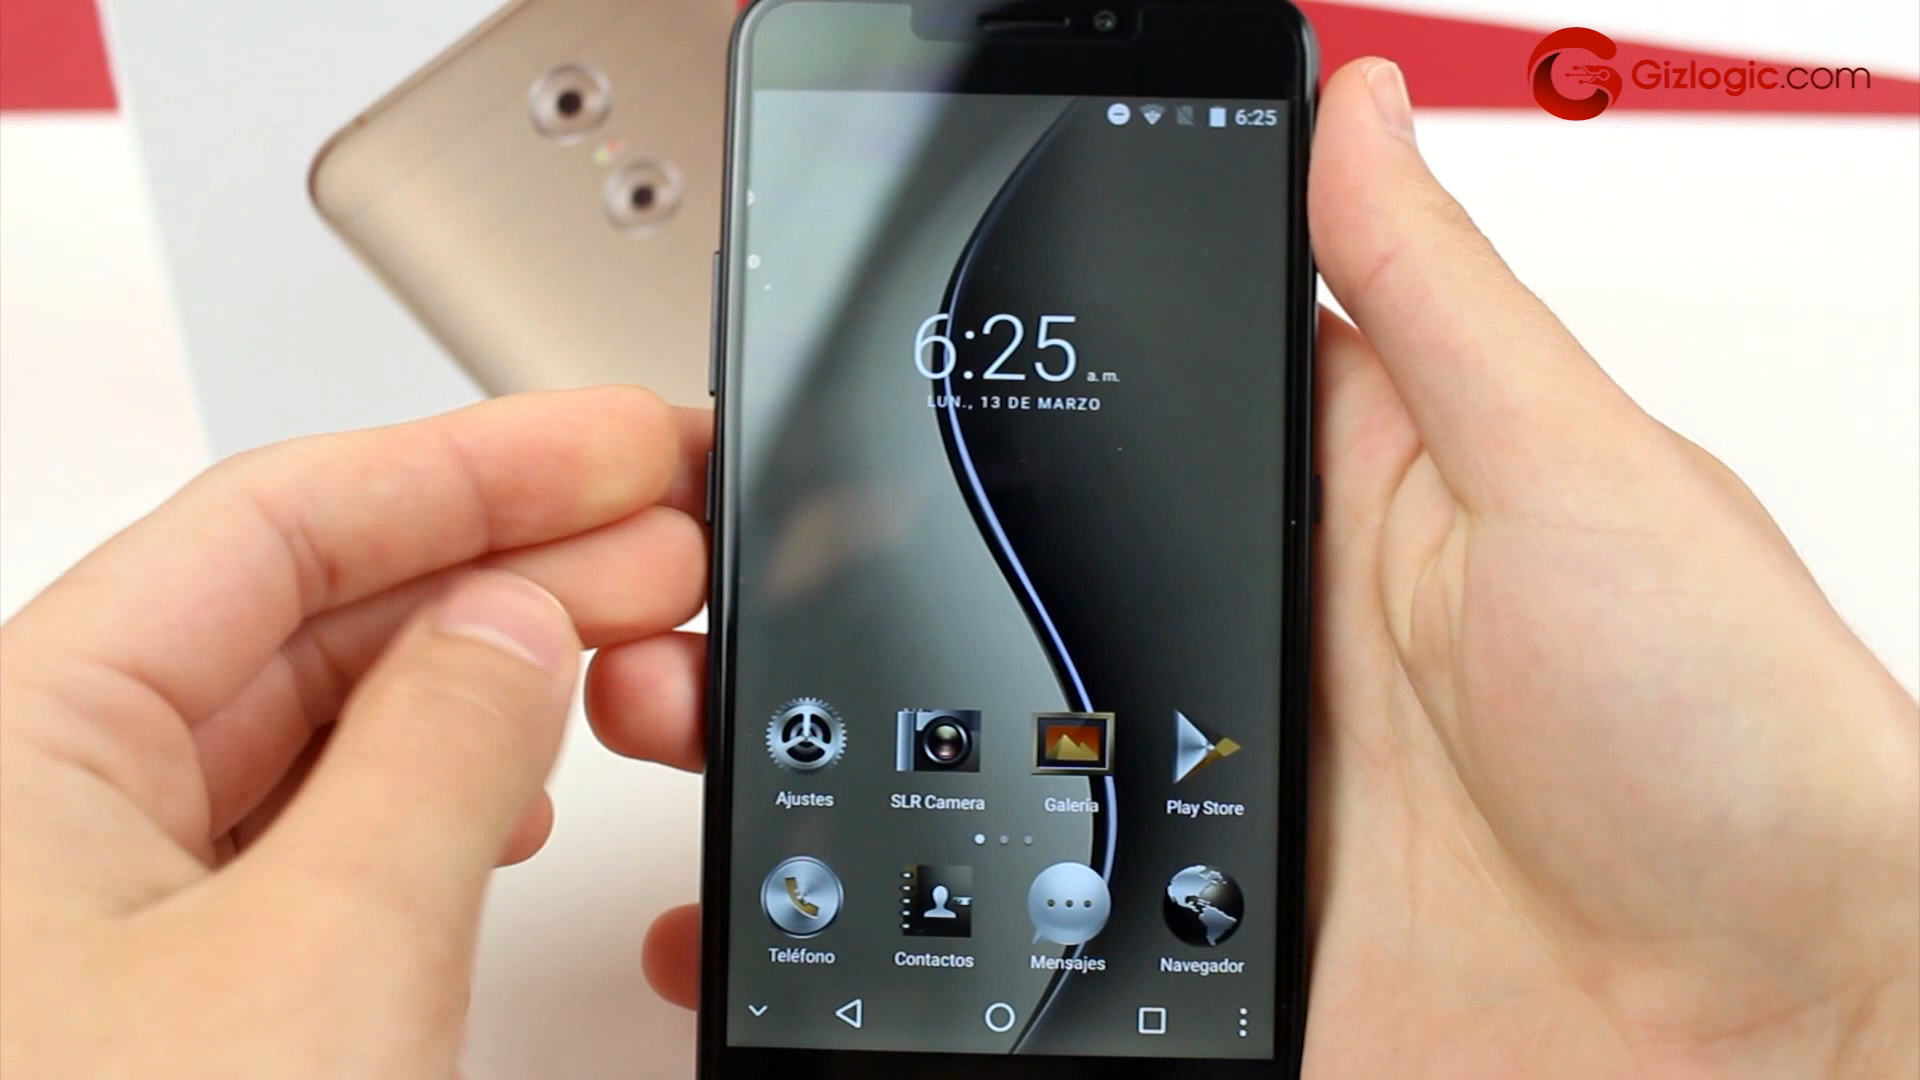 Gizlogic.com
6:25
6:25 a. m.
LUN., 13 DE MARZO
Ajustes
SLR Camera
Galería
Play Store
Teléfono
Contactos
Mensajes
Navegador